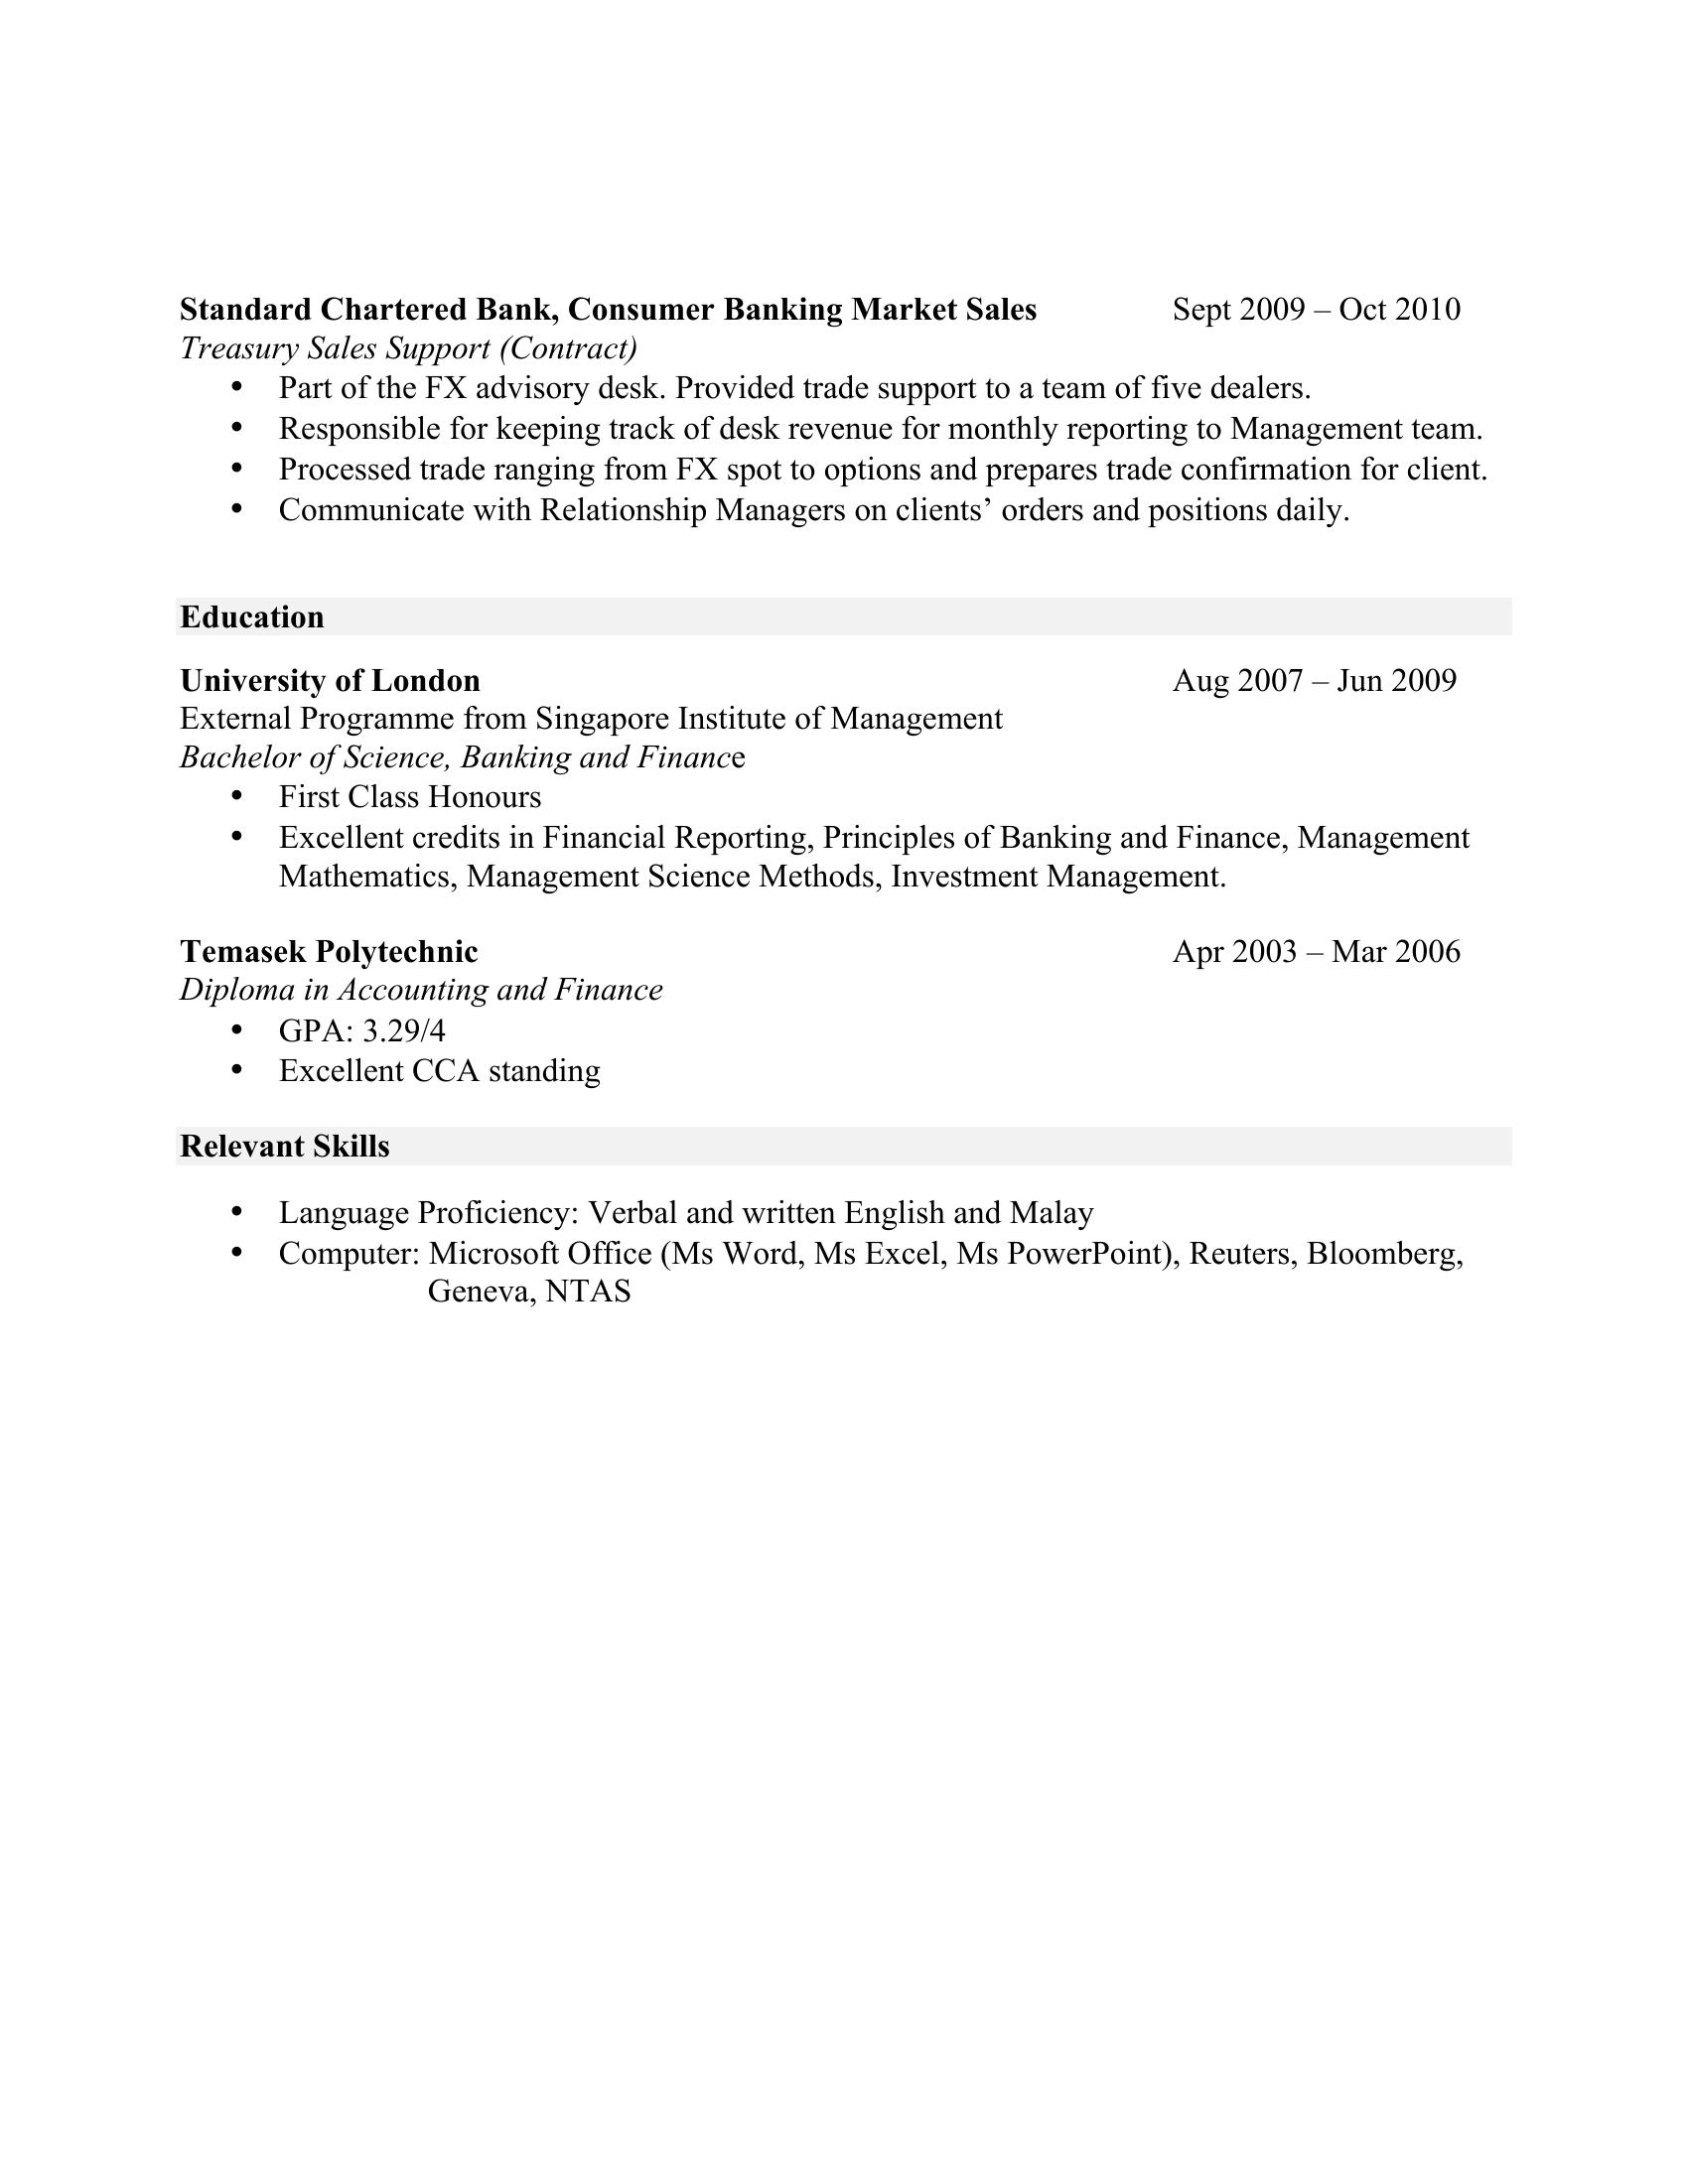 Standard Chartered Bank, Consumer Banking Market Sales Sept 2009 – Oct 2010
Treasury Sales Support (Contract)
• Part of the FX advisory desk. Provided trade support to a team of five dealers.
• Responsible for keeping track of desk revenue for monthly reporting to Management team.
• Processed trade ranging from FX spot to options and prepares trade confirmation for client.
• Communicate with Relationship Managers on clients’ orders and positions daily.
Education
University of London Aug 2007 – Jun 2009
External Programme from Singapore Institute of Management
Bachelor of Science, Banking and Finance
• First Class Honours
• Excellent credits in Financial Reporting, Principles of Banking and Finance, Management
Mathematics, Management Science Methods, Investment Management.
Temasek Polytechnic Apr 2003 – Mar 2006
Diploma in Accounting and Finance
• GPA: 3.29/4
• Excellent CCA standing
Relevant Skills
• Language Proficiency: Verbal and written English and Malay
• Computer: Microsoft Office (Ms Word, Ms Excel, Ms PowerPoint), Reuters, Bloomberg,
Geneva, NTAS